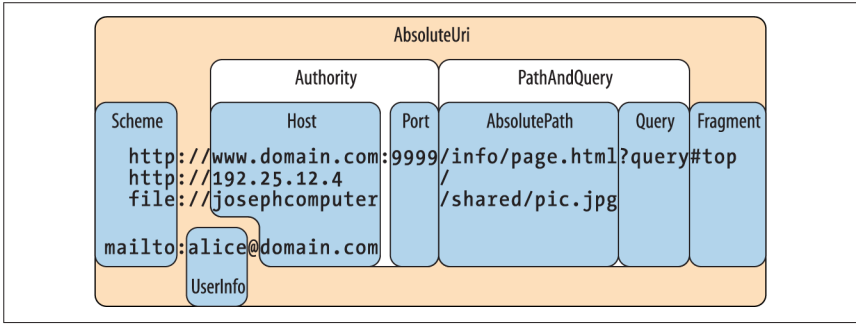 AbsoluteUri
Authority PathAndQuery
Scheme Host Port AbsolutePath Query Fragment
http://www.domain.com:9999/info/page.html?query#top
http://192.25.12.4 /
file://josephcomputer /shared/pic.jpg
mailto:alice@domain.com
UserInfo